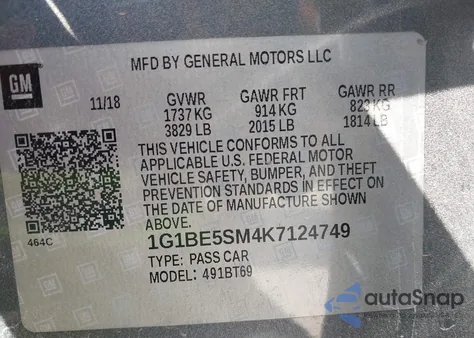 MFD BY GENERAL MOTORS LLC
GM
11/18 GVWR GAWR FRT GAWR RR
1737 KG 914 KG 823 KG
3829 LB 2015 LB 1814 LB
THIS VEHICLE CONFORMS TO ALL
APPLICABLE U.S. FEDERAL MOTOR
VEHICLE SAFETY, BUMPER, AND THEFT
PREVENTION STANDARDS IN EFFECT ON
THE DATE OF MANUFACTURE SHOWN
ABOVE.
464C
1G1BE5SM4K7124749
TYPE: PASS CAR
MODEL: 491BT69
autoSnap